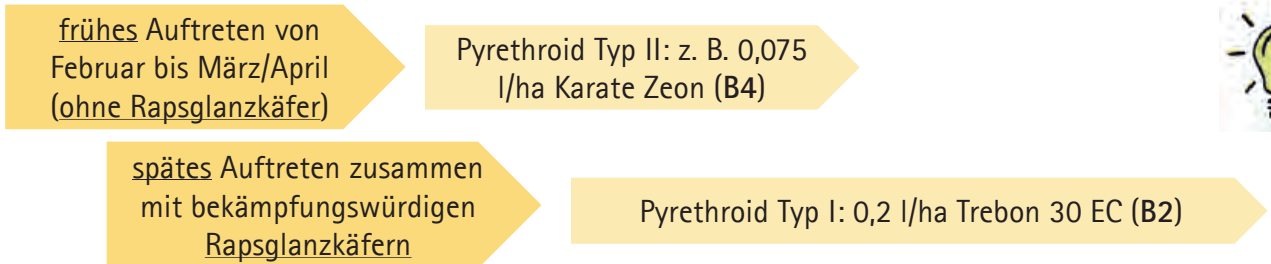 frühes Auftreten von
Februar bis März/April
(ohne Rapsglanzkäfer)
Pyrethroid Typ II: z. B. 0,075
l/ha Karate Zeon (B4)
spätes Auftreten zusammen
mit bekämpfungswürdigen
Rapsglanzkäfern
Pyrethroid Typ I: 0,2 l/ha Trebon 30 EC (B2)